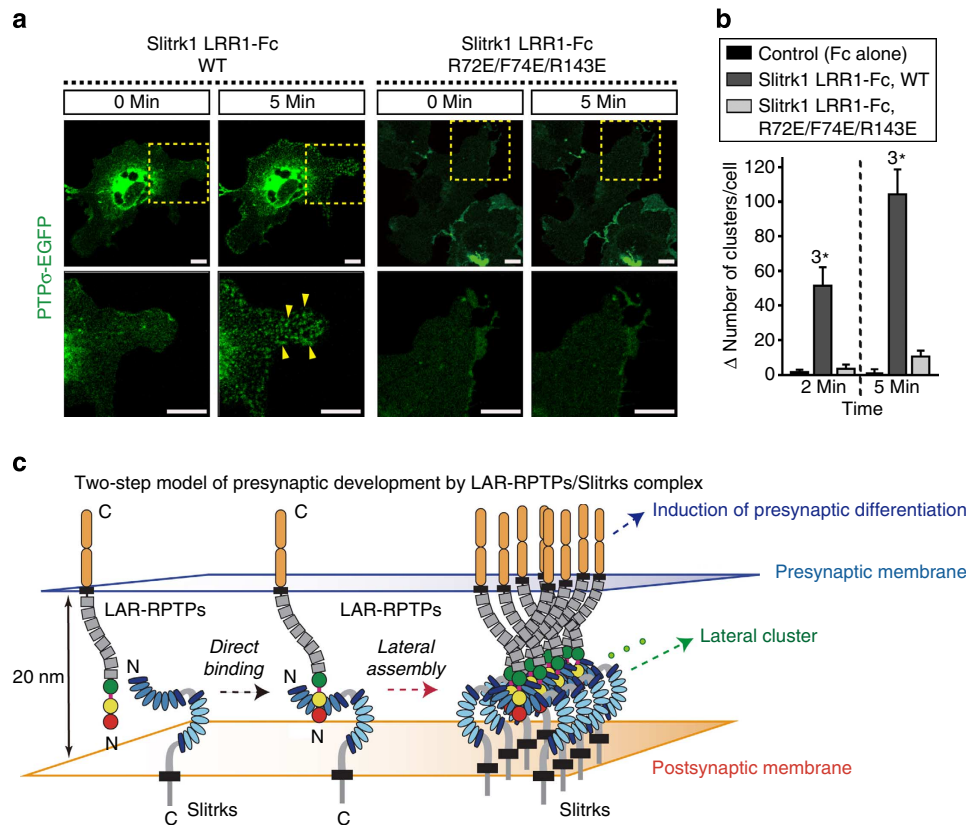 a
Slitrk1 LRR1-Fc
WT
Slitrk1 LRR1-Fc
R72E/F74E/R143E
0 Min
5 Min
0 Min
5 Min
PTPσ-EGFP
b
Control (Fc alone)
Slitrk1 LRR1-Fc, WT
Slitrk1 LRR1-Fc,
R72E/F74E/R143E
Δ Number of clusters/cell
120
100
80
60
40
20
0
3*
3*
2 Min
5 Min
Time
c
Two-step model of presynaptic development by LAR-RPTPs/Slitrks complex
C
C
Induction of presynaptic differentiation
Presynaptic membrane
LAR-RPTPs
LAR-RPTPs
Direct
binding
Lateral
assembly
Lateral cluster
20 nm
N
N
N
Postsynaptic membrane
Slitrks
Slitrks
C
C